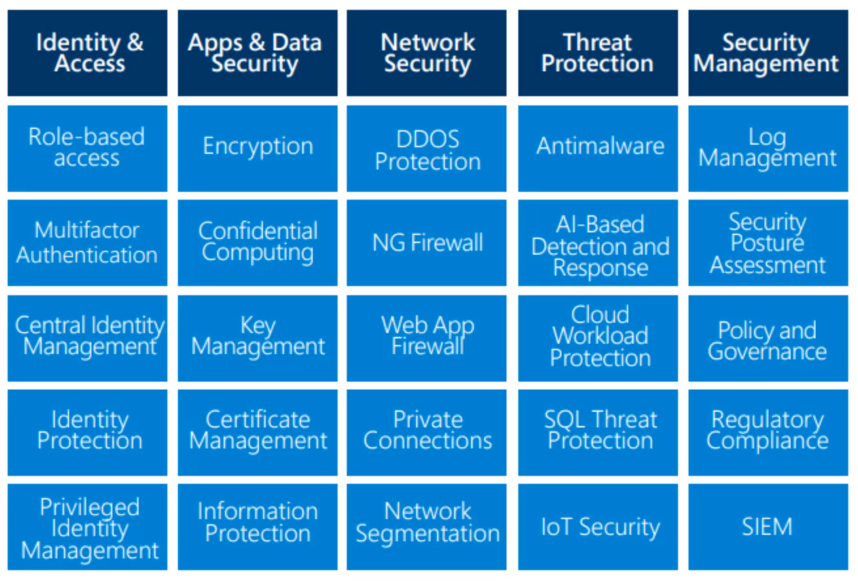 Identity &
Access
Apps & Data
Security
Network
Security
Threat
Protection
Security
Management
Role-based
access
Encryption
DDOS
Protection
Antimalware
Log
Management
Multifactor
Authentication
Confidential
Computing
NG Firewall
AI-Based
Detection and
Response
Security
Posture
Assessment
Central Identity
Management
Key
Management
Web App
Firewall
Cloud
Workload
Protection
Policy and
Governance
Identity
Protection
Certificate
Management
Private
Connections
SQL Threat
Protection
Regulatory
Compliance
Privileged
Identity
Management
Information
Protection
Network
Segmentation
IoT Security
SIEM